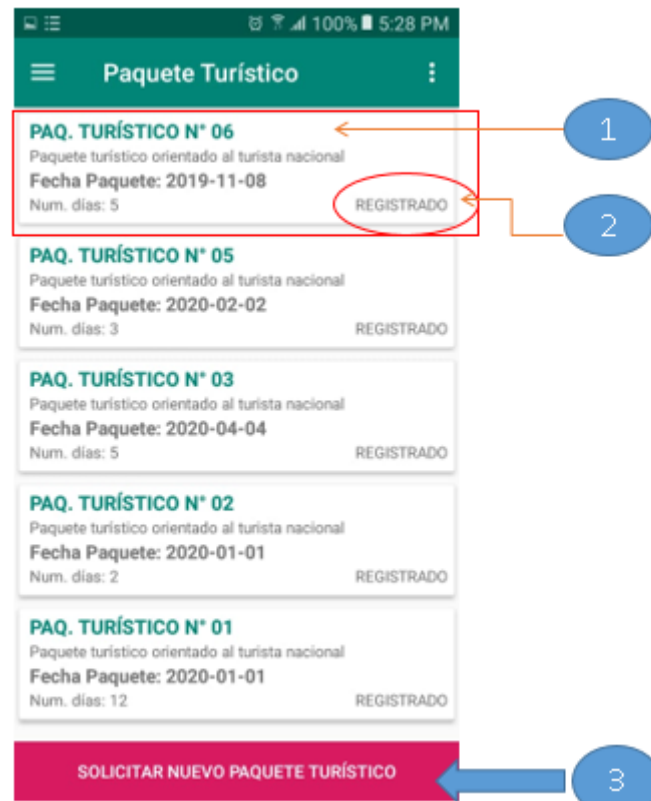 100% 5:28 PM
Paquete Turístico
PAQ. TURÍSTICO N° 06
Paquete turístico orientado al turista nacional
Fecha Paquete: 2019-11-08
Num. días: 5 REGISTRADO
1
2
PAQ. TURÍSTICO N° 05
Paquete turístico orientado al turista nacional
Fecha Paquete: 2020-02-02
Num. días: 3 REGISTRADO
PAQ. TURÍSTICO N° 03
Paquete turístico orientado al turista nacional
Fecha Paquete: 2020-04-04
Num. días: 5 REGISTRADO
PAQ. TURÍSTICO N° 02
Paquete turístico orientado al turista nacional
Fecha Paquete: 2020-01-01
Num. días: 2 REGISTRADO
PAQ. TURÍSTICO N° 01
Paquete turístico orientado al turista nacional
Fecha Paquete: 2020-01-01
Num. días: 12 REGISTRADO
SOLICITAR NUEVO PAQUETE TURÍSTICO
3